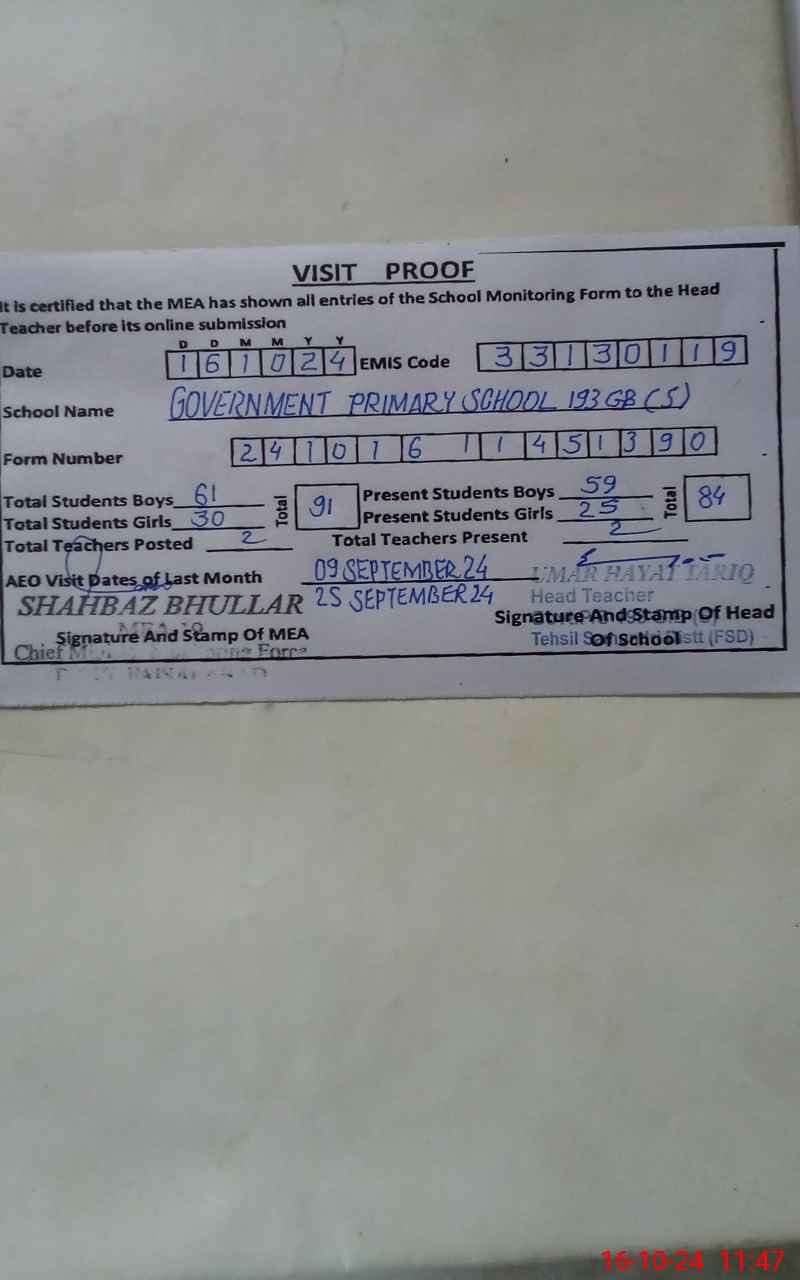 VISIT PROOF
It is certified that the MEA has shown all entries of the School Monitoring Form to the Head
Teacher before its online submission
D D M M Y Y
Date 1 6 1 0 2 4 EMIS Code 3 3 1 3 0 1 1 9
School Name GOVERNMENT PRIMARY SCHOOL 193 GB (S)
Form Number 2 4 1 0 1 6 1 1 4 5 1 3 9 0
Total Students Boys 61 Total 91 Present Students Boys 59 Total 84
Total Students Girls 30 Present Students Girls 25
Total Teachers Posted 2 Total Teachers Present 2
AEO Visit Dates of Last Month 09 SEPTEMBER 24 UMAR HAYAT TARIQ
SHAHBAZ BHULLAR 25 SEPTEMBER 24 Head Teacher
Signature And Stamp Of MEA Signature And Stamp Of Head
Chief Force Tehsil Of School Distt (FSD)
16-10-24 11:47